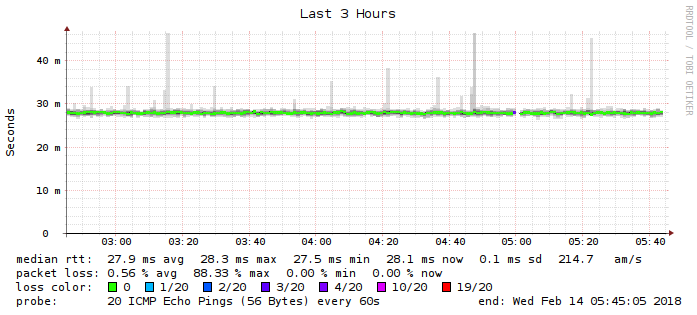 Last 3 Hours
RRDTOOL / TOBI OETIKER
Seconds
40 m
30 m
20 m
10 m
0
03:00 03:20 03:40 04:00 04:20 04:40 05:00 05:20 05:40
median rtt: 27.9 ms avg 28.3 ms max 27.5 ms min 28.1 ms now 0.1 ms sd 214.7 am/s
packet loss: 0.56 % avg 88.33 % max 0.00 % min 0.00 % now
loss color: 0 1/20 2/20 3/20 4/20 10/20 19/20
probe: 20 ICMP Echo Pings (56 Bytes) every 60s end: Wed Feb 14 05:45:05 2018